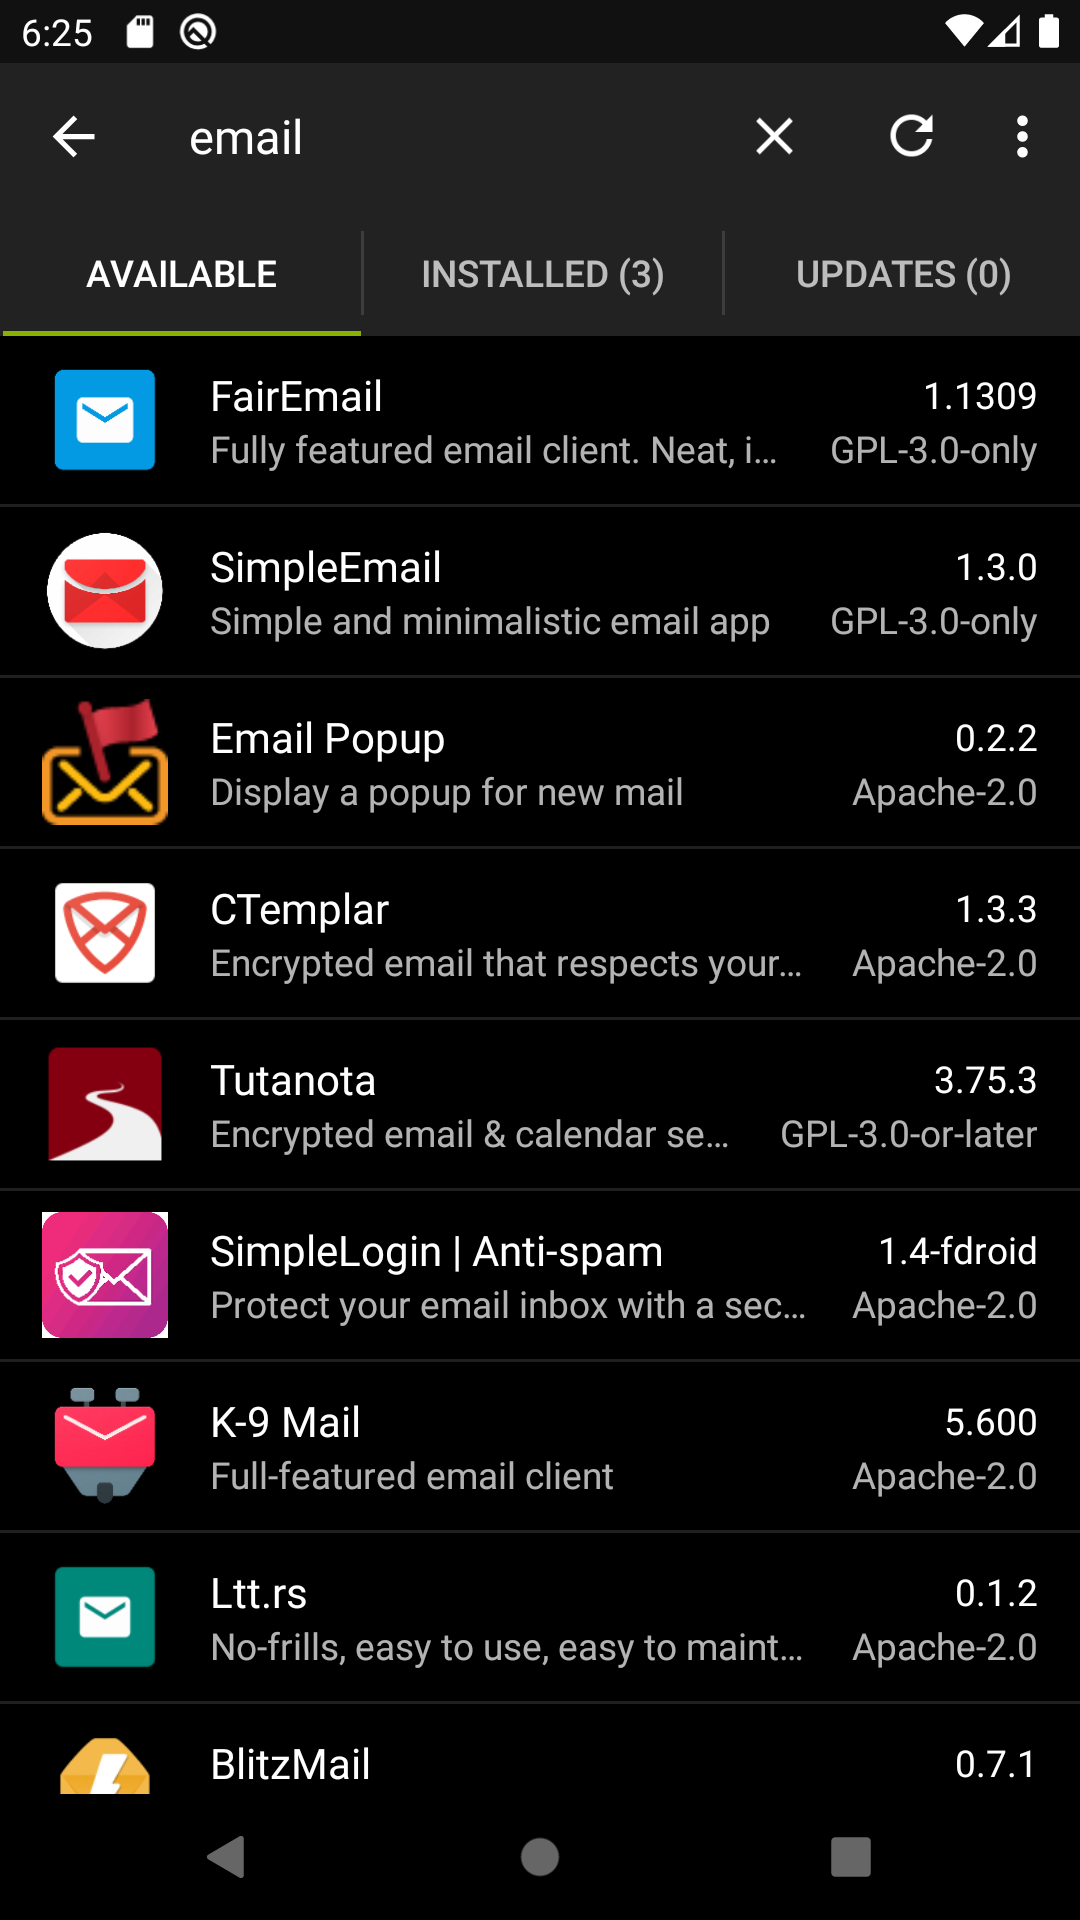 6:25
email
AVAILABLE
INSTALLED (3)
UPDATES (0)
FairEmail
1.1309
Fully featured email client. Neat, i...
GPL-3.0-only
SimpleEmail
1.3.0
Simple and minimalistic email app
GPL-3.0-only
Email Popup
0.2.2
Display a popup for new mail
Apache-2.0
CTemplar
1.3.3
Encrypted email that respects your...
Apache-2.0
Tutanota
3.75.3
Encrypted email & calendar se...
GPL-3.0-or-later
SimpleLogin | Anti-spam
1.4-fdroid
Protect your email inbox with a sec...
Apache-2.0
K-9 Mail
5.600
Full-featured email client
Apache-2.0
Ltt.rs
0.1.2
No-frills, easy to use, easy to maint...
Apache-2.0
BlitzMail
0.7.1